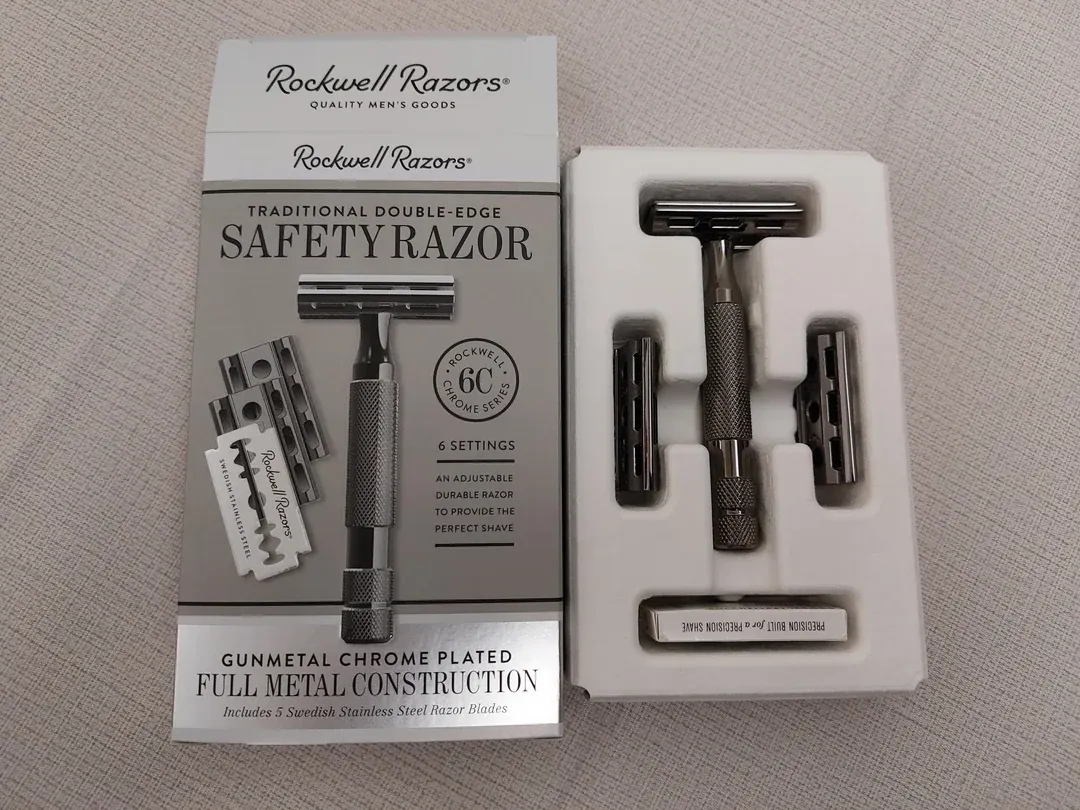 Rockwell Razors®
QUALITY MEN'S GOODS
Rockwell Razors®
TRADITIONAL DOUBLE-EDGE
SAFETY RAZOR
ROCKWELL
6C
CHROME SERIES
6 SETTINGS
AN ADJUSTABLE
DURABLE RAZOR
TO PROVIDE THE
PERFECT SHAVE
Rockwell Razors®
SWEDISH STAINLESS STEEL
GUNMETAL CHROME PLATED
FULL METAL CONSTRUCTION
Includes 5 Swedish Stainless Steel Razor Blades
PRECISION BUILT for a PRECISION SHAVE